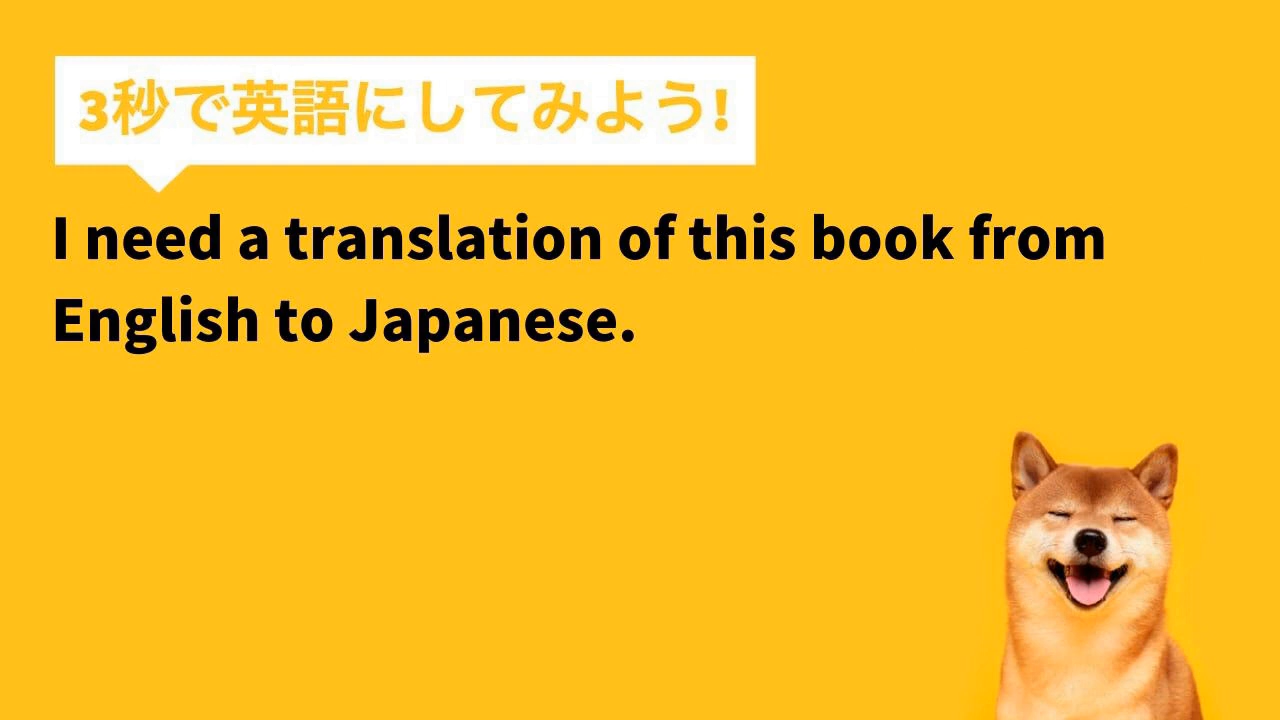 3秒で英語にしてみよう!
I need a translation of this book from
English to Japanese.